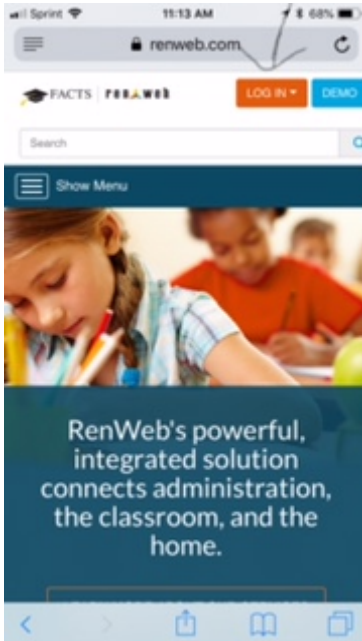 Sprint 11:13 AM 68%
renweb.com
FACTS renweb LOG IN DEMO
Search
Show Menu
RenWeb's powerful,
integrated solution
connects administration,
the classroom, and the
home.